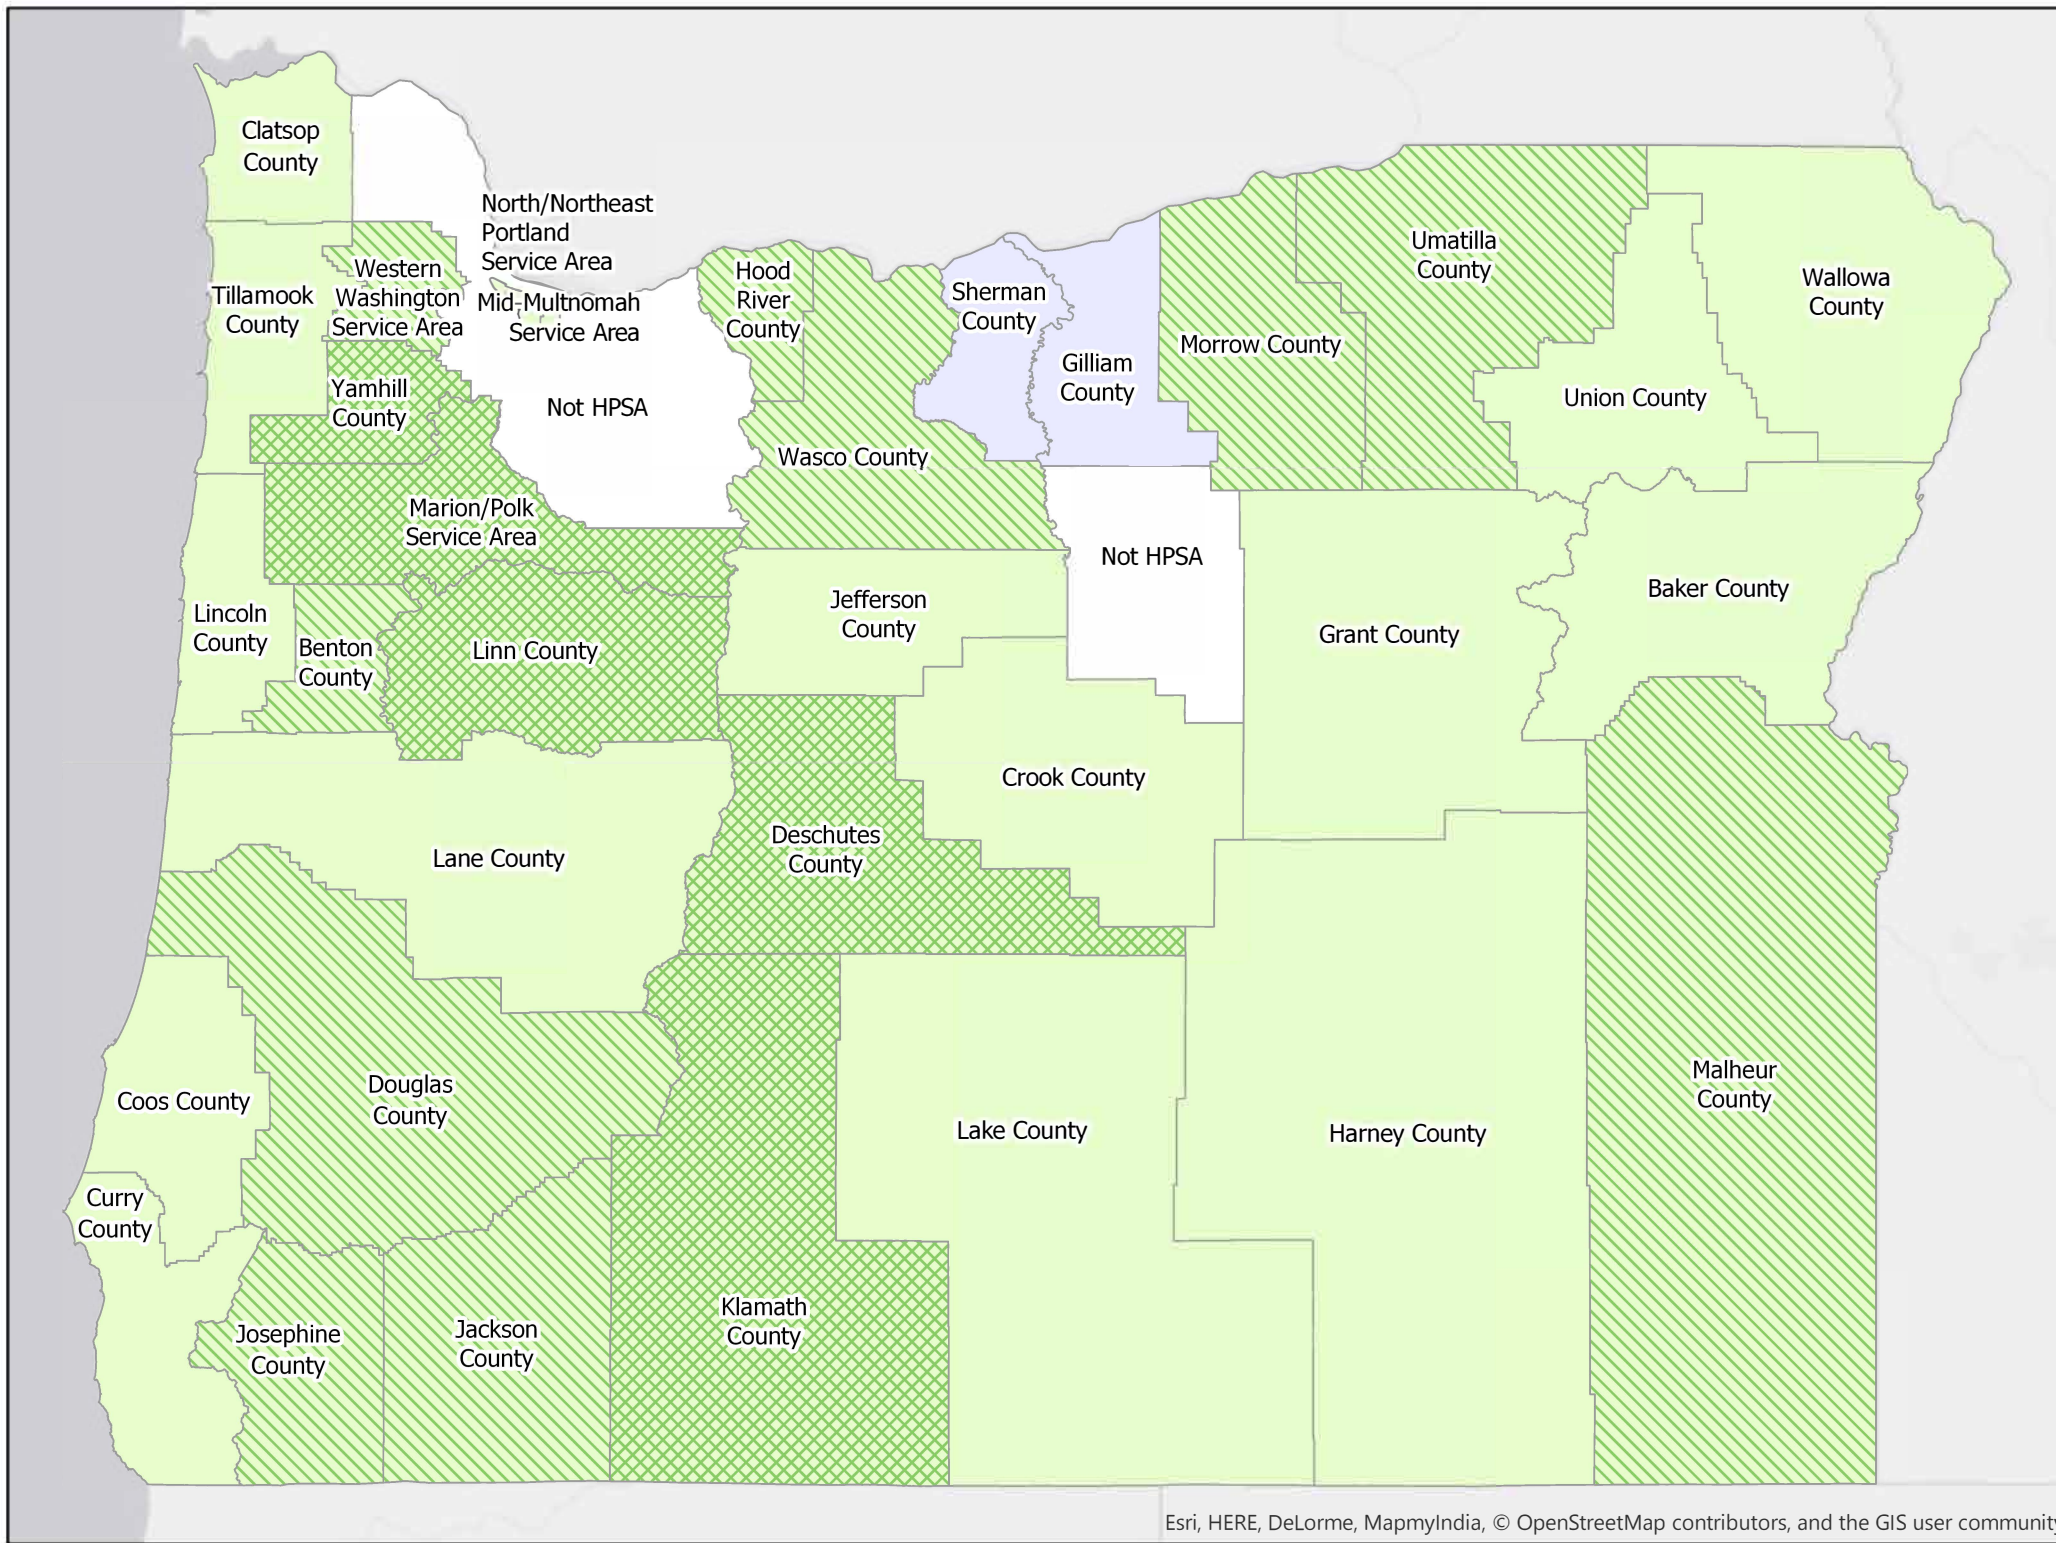 Clatsop
County
North/Northeast
Portland
Service Area
Western
Washington
Service Area
Tillamook
County
Mid-Multnomah
Service Area
Hood
River
County
Sherman
County
Gilliam
County
Morrow County
Umatilla
County
Wallowa
County
Union County
Yamhill
County
Not HPSA
Wasco County
Marion/Polk
Service Area
Not HPSA
Baker County
Lincoln
County
Benton
County
Linn County
Jefferson
County
Grant County
Crook County
Lane County
Deschutes
County
Coos County
Douglas
County
Malheur
County
Lake County
Harney County
Curry
County
Josephine
County
Jackson
County
Klamath
County
Esri, HERE, DeLorme, MapmyIndia, © OpenStreetMap contributors, and the GIS user community